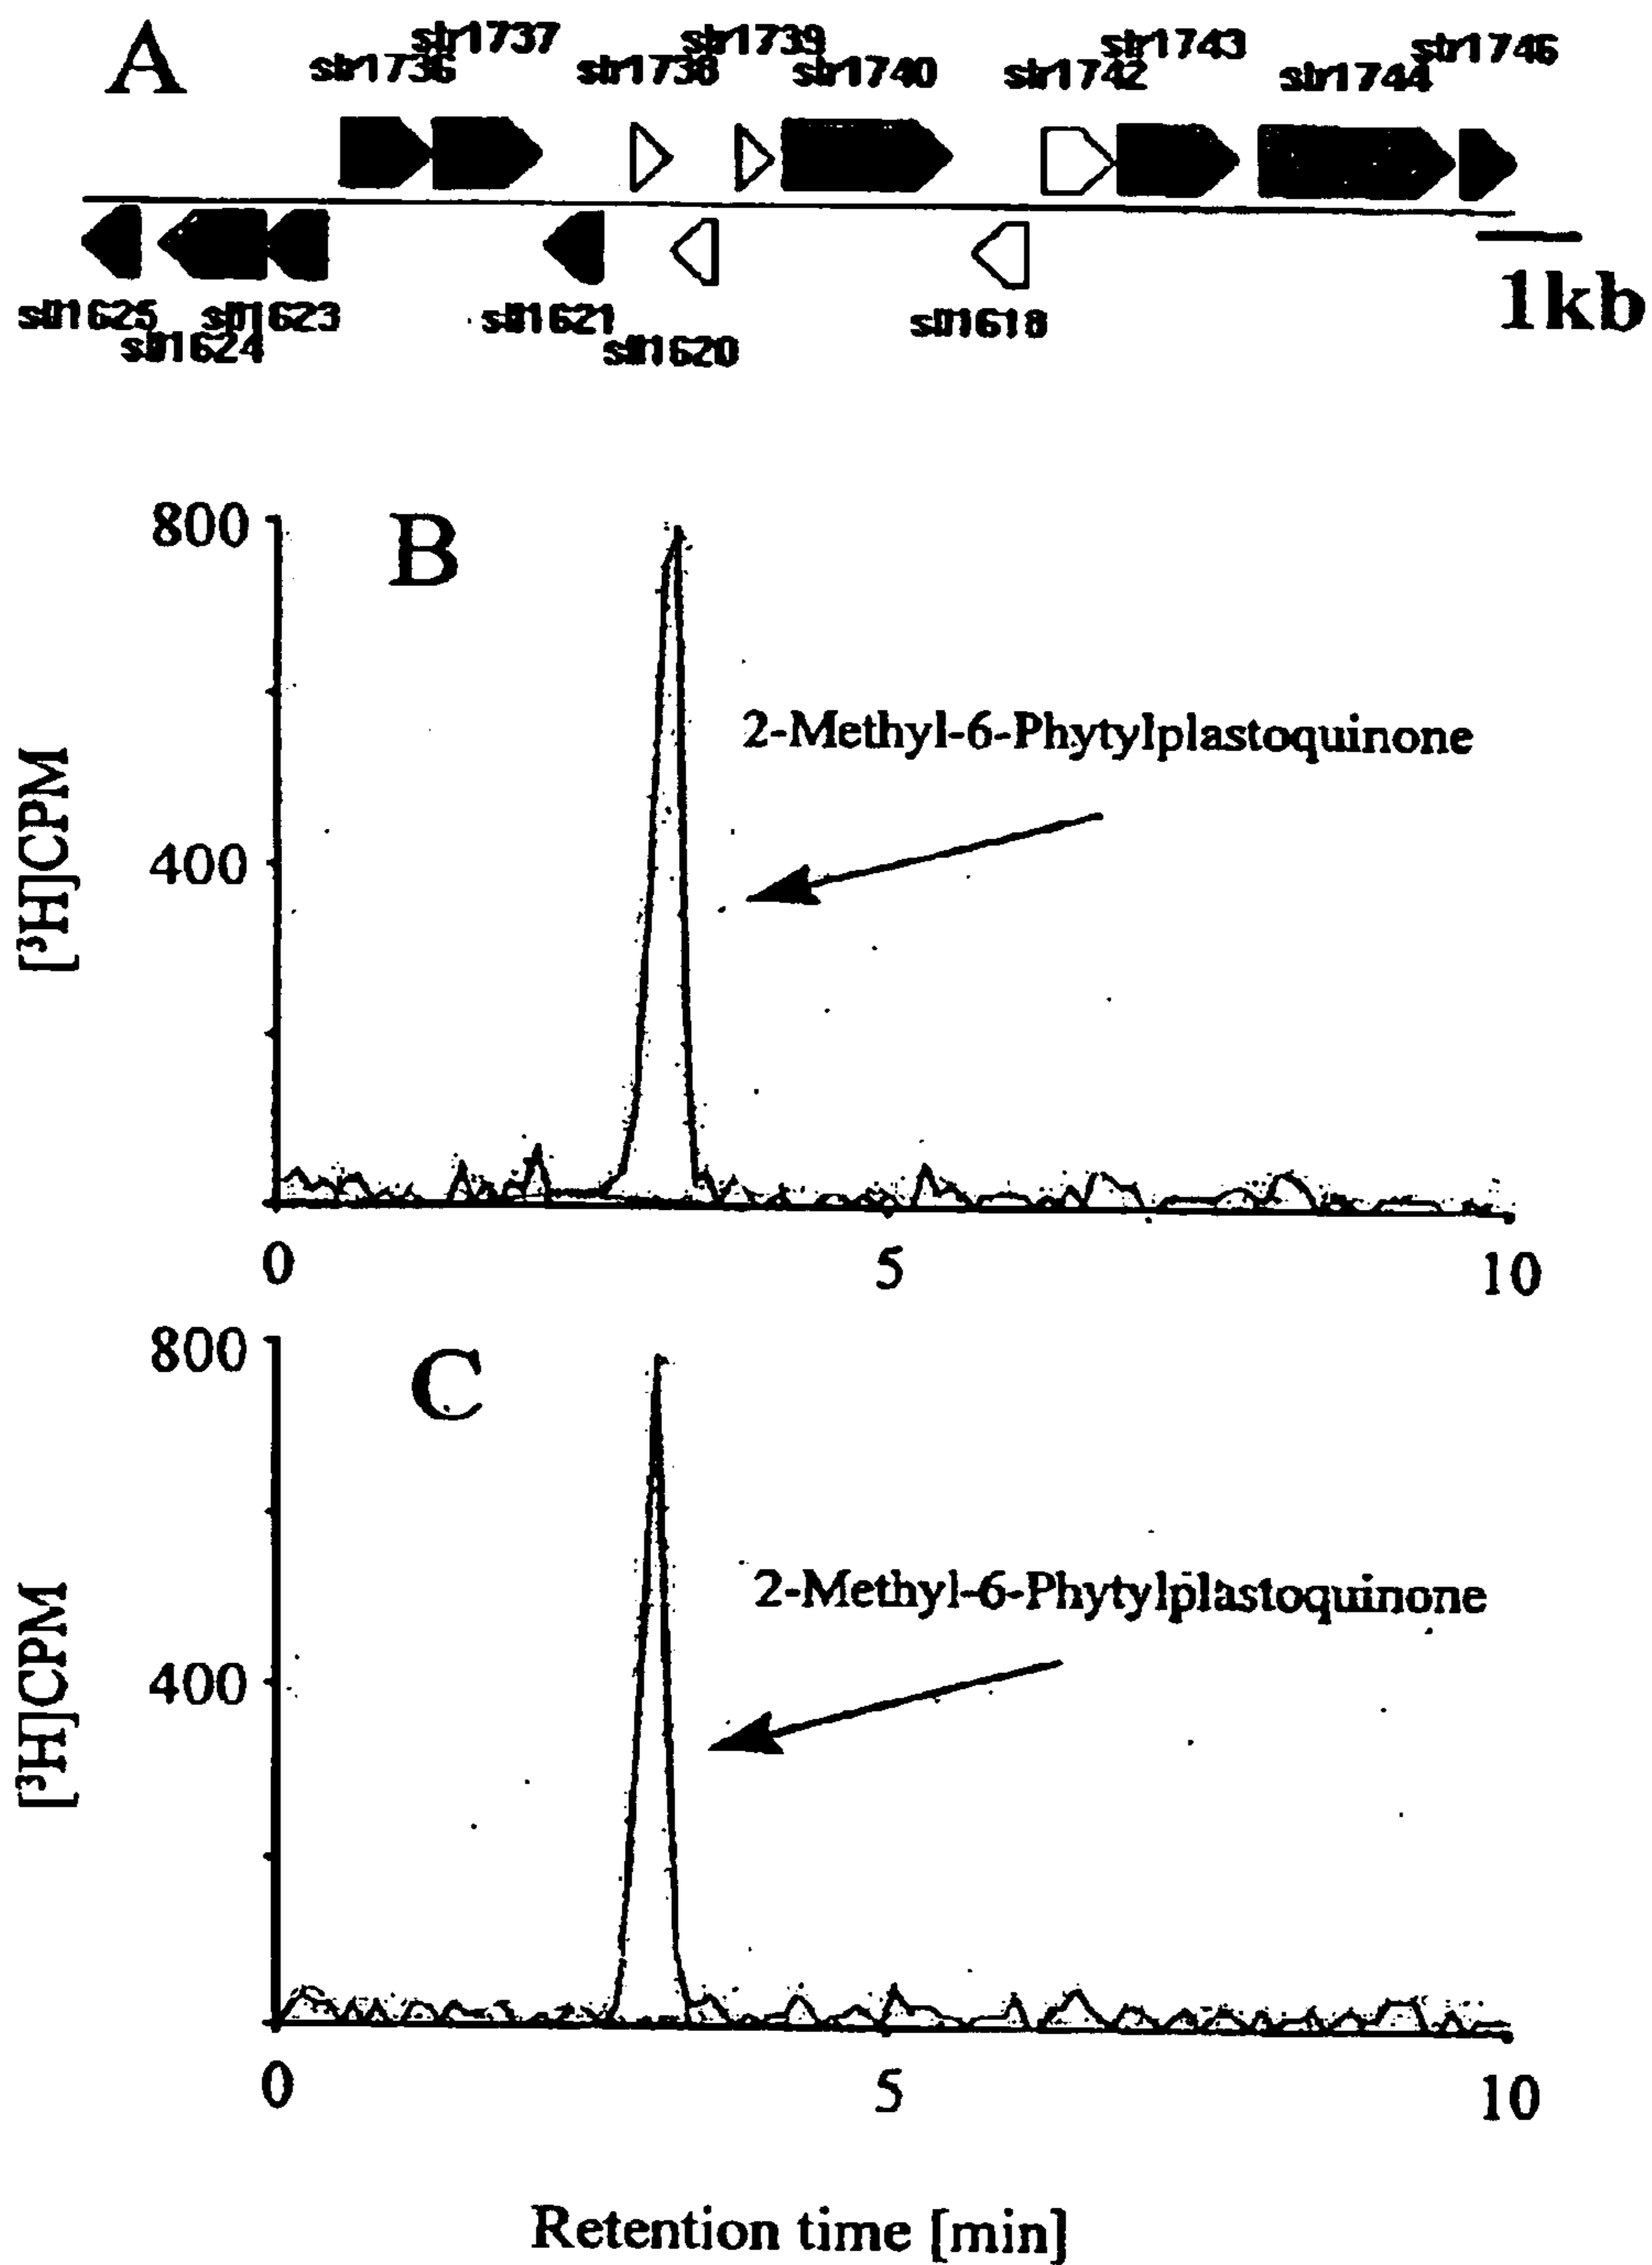 A
slr1737 slr1739 slr1743 slr1746
slr1736 slr1738 slr1740 slr1742 slr1744
sll1625 sll1623 sll1621 sll1618
sll1624 sll1620
1kb
800
B
2-Methyl-6-Phytylplastoquinone
400
[³H]CPM
0 5 10
800
C
2-Methyl-6-Phytylplastoquinone
400
[³H]CPM
0 5 10
Retention time [min]